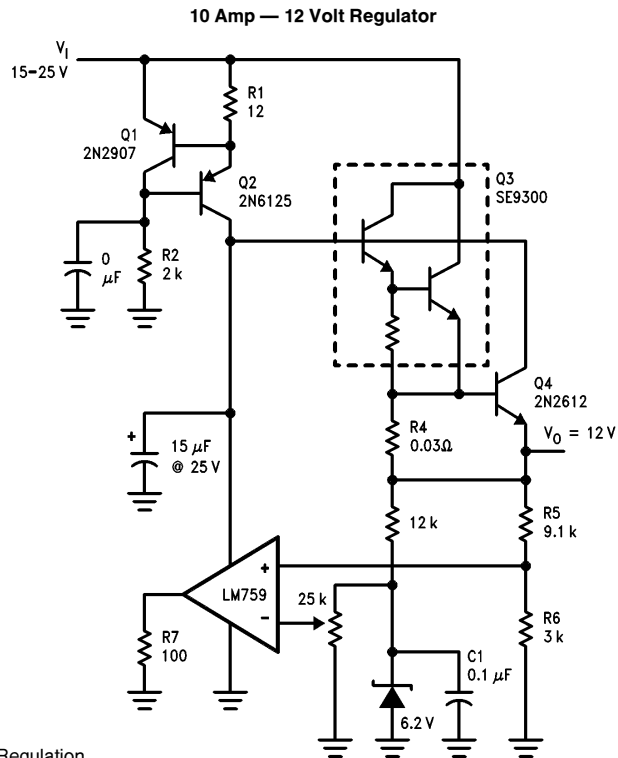 10 Amp — 12 Volt Regulator
VI
15–25 V
R1
12
Q1
2N2907
Q2
2N6125
Q3
SE9300
0
μF
R2
2 k
Q4
2N2612
VO = 12 V
+
15 μF
@ 25 V
R4
0.03Ω
12 k
R5
9.1 k
+
LM759
−
25 k
R6
3 k
R7
100
C1
0.1 μF
6.2 V
Regulation